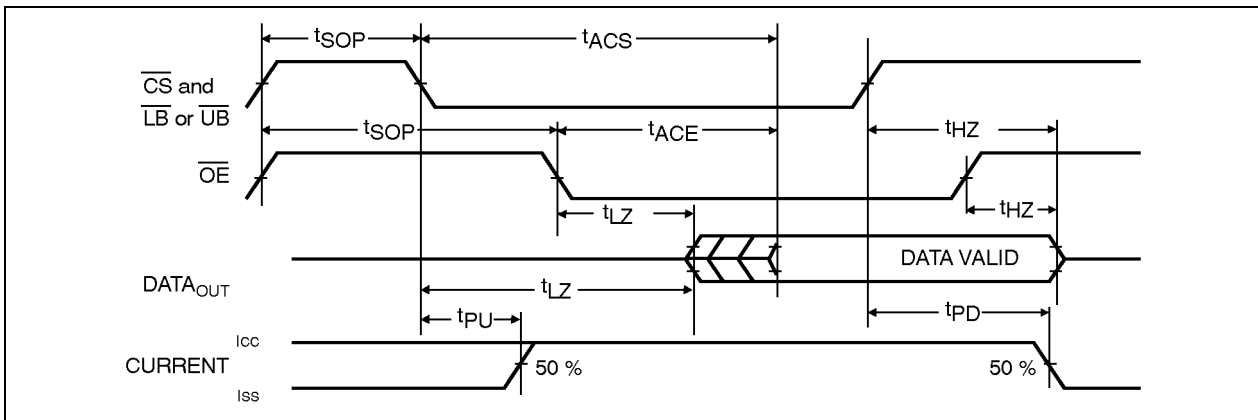 tSOP
tACS
CS and
LB or UB
tSOP
tACE
tHZ
OE
tLZ
tHZ
DATA VALID
DATAOUT
tLZ
tPU
tPD
ICC
CURRENT
50 %
50 %
ISS